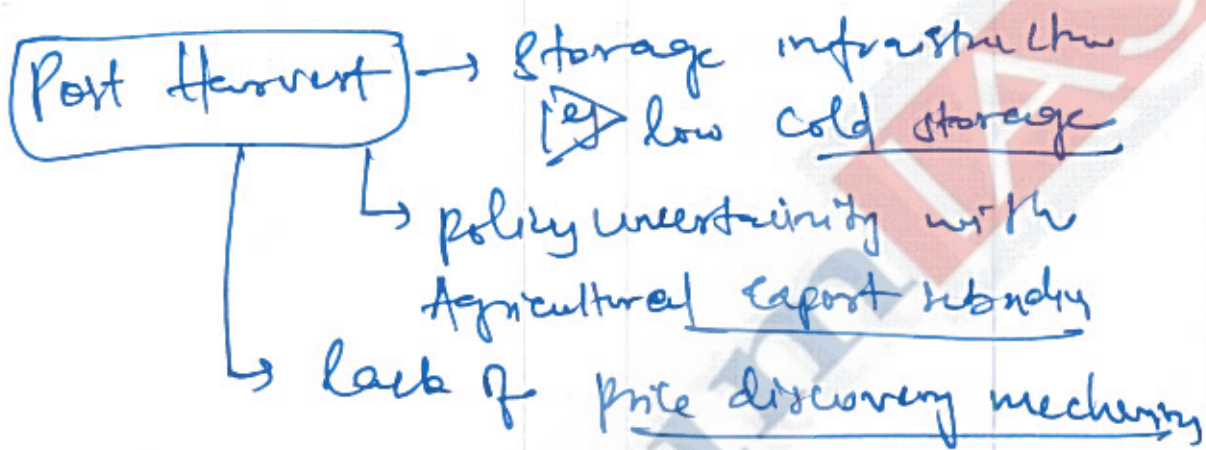 Post Harvest → Storage infrastructure
eg low cold storage
↳ policy uncertainity with
Agricultural Export subsidy
↳ lack of price discovery mechanism
IAS